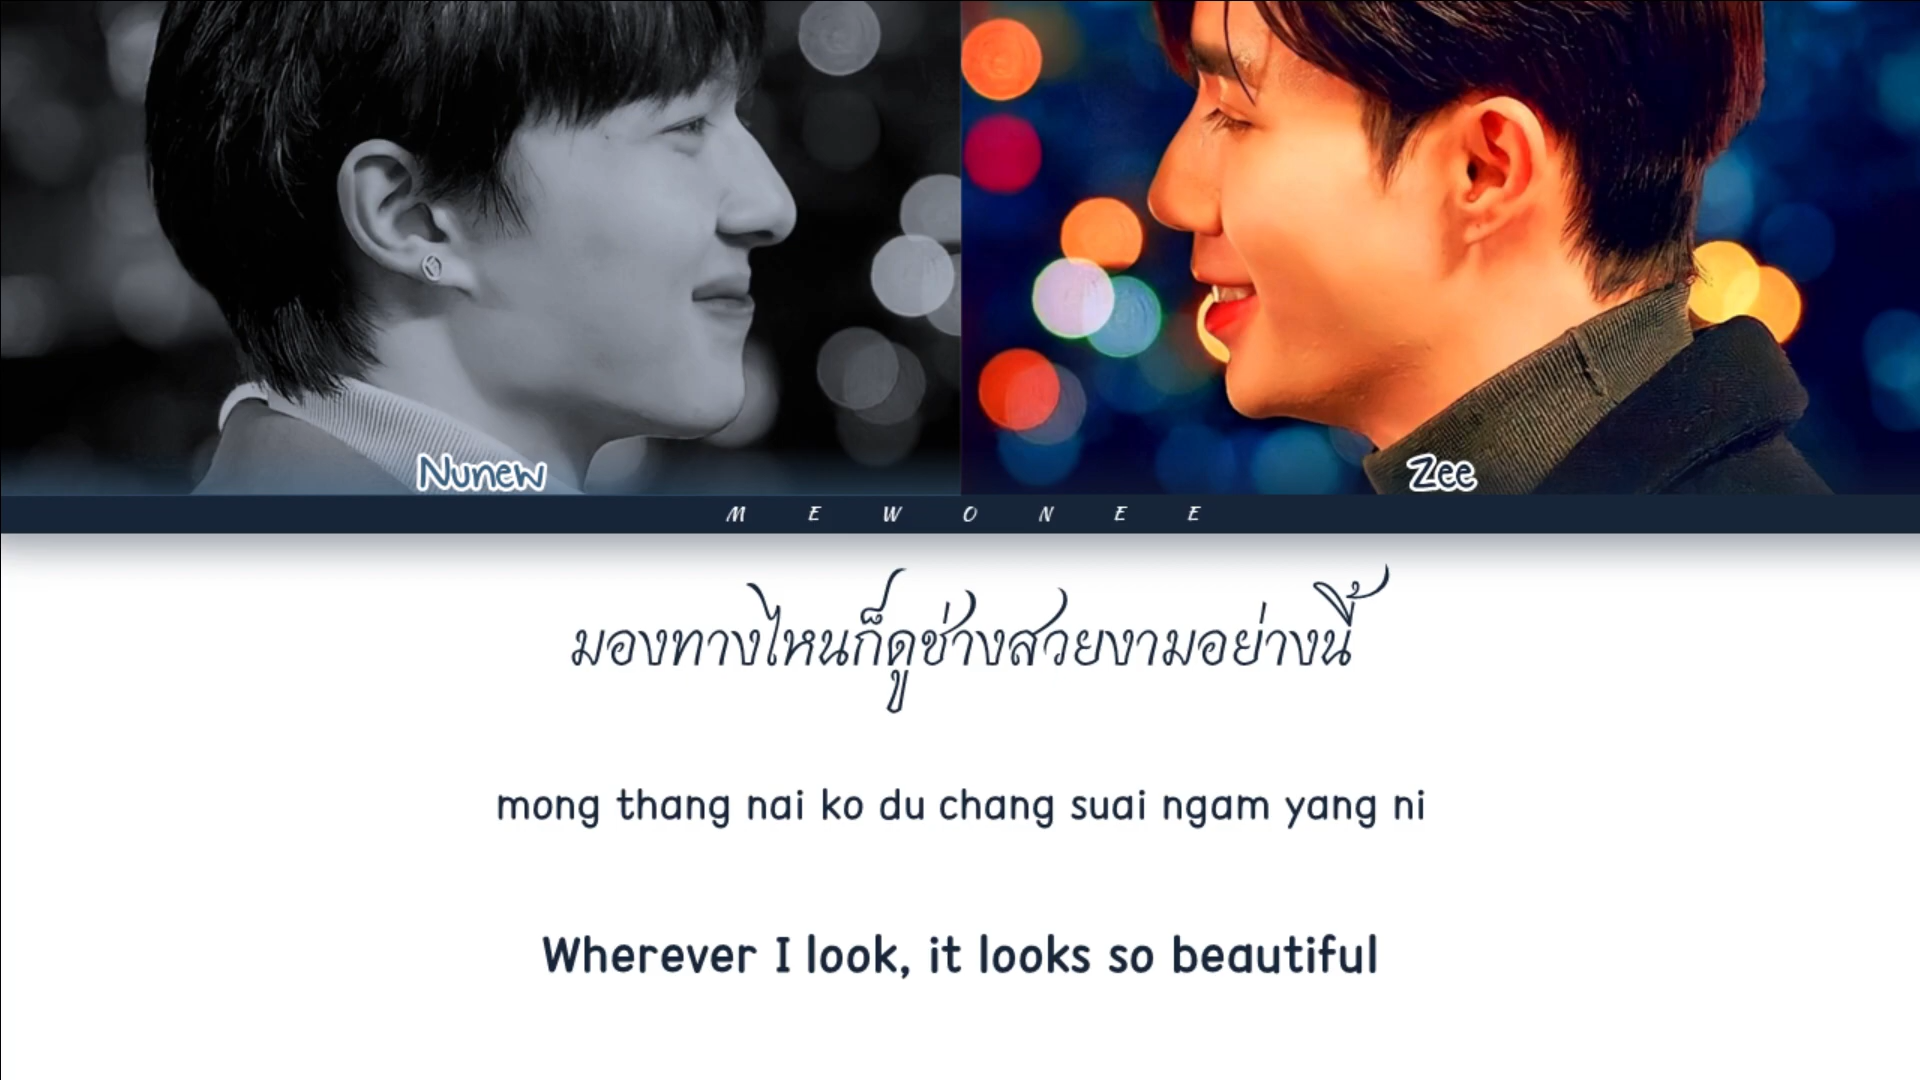 Nunew
Zee
MEWONEE
มองทางไหนก็ดูช่างสวยงามอย่างนี้
mong thang nai ko du chang suai ngam yang ni
Wherever I look, it looks so beautiful